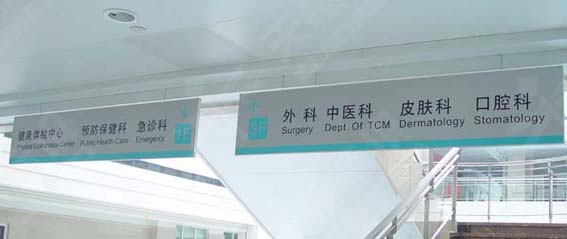 健康体检中心 预防保健科 急诊科 ↓
Physical Examination Center Public Health Care Emergency 1F
↑ 外科 中医科 皮肤科 口腔科
3F Surgery Dept. Of TCM Dermatology Stomatology